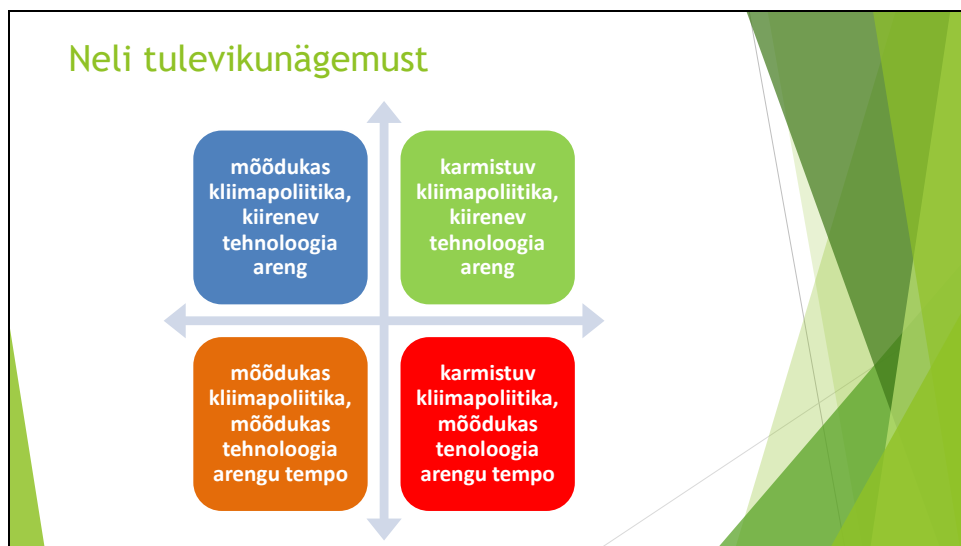 Neli tulevikunägemust
mõõdukas
kliimapoliitika,
kiirenev
tehnoloogia
areng
karmistuv
kliimapoliitika,
kiirenev
tehnoloogia
areng
mõõdukas
kliimapoliitika,
mõõdukas
tehnoloogia
arengu tempo
karmistuv
kliimapoliitika,
mõõdukas
tenoloogia
arengu tempo